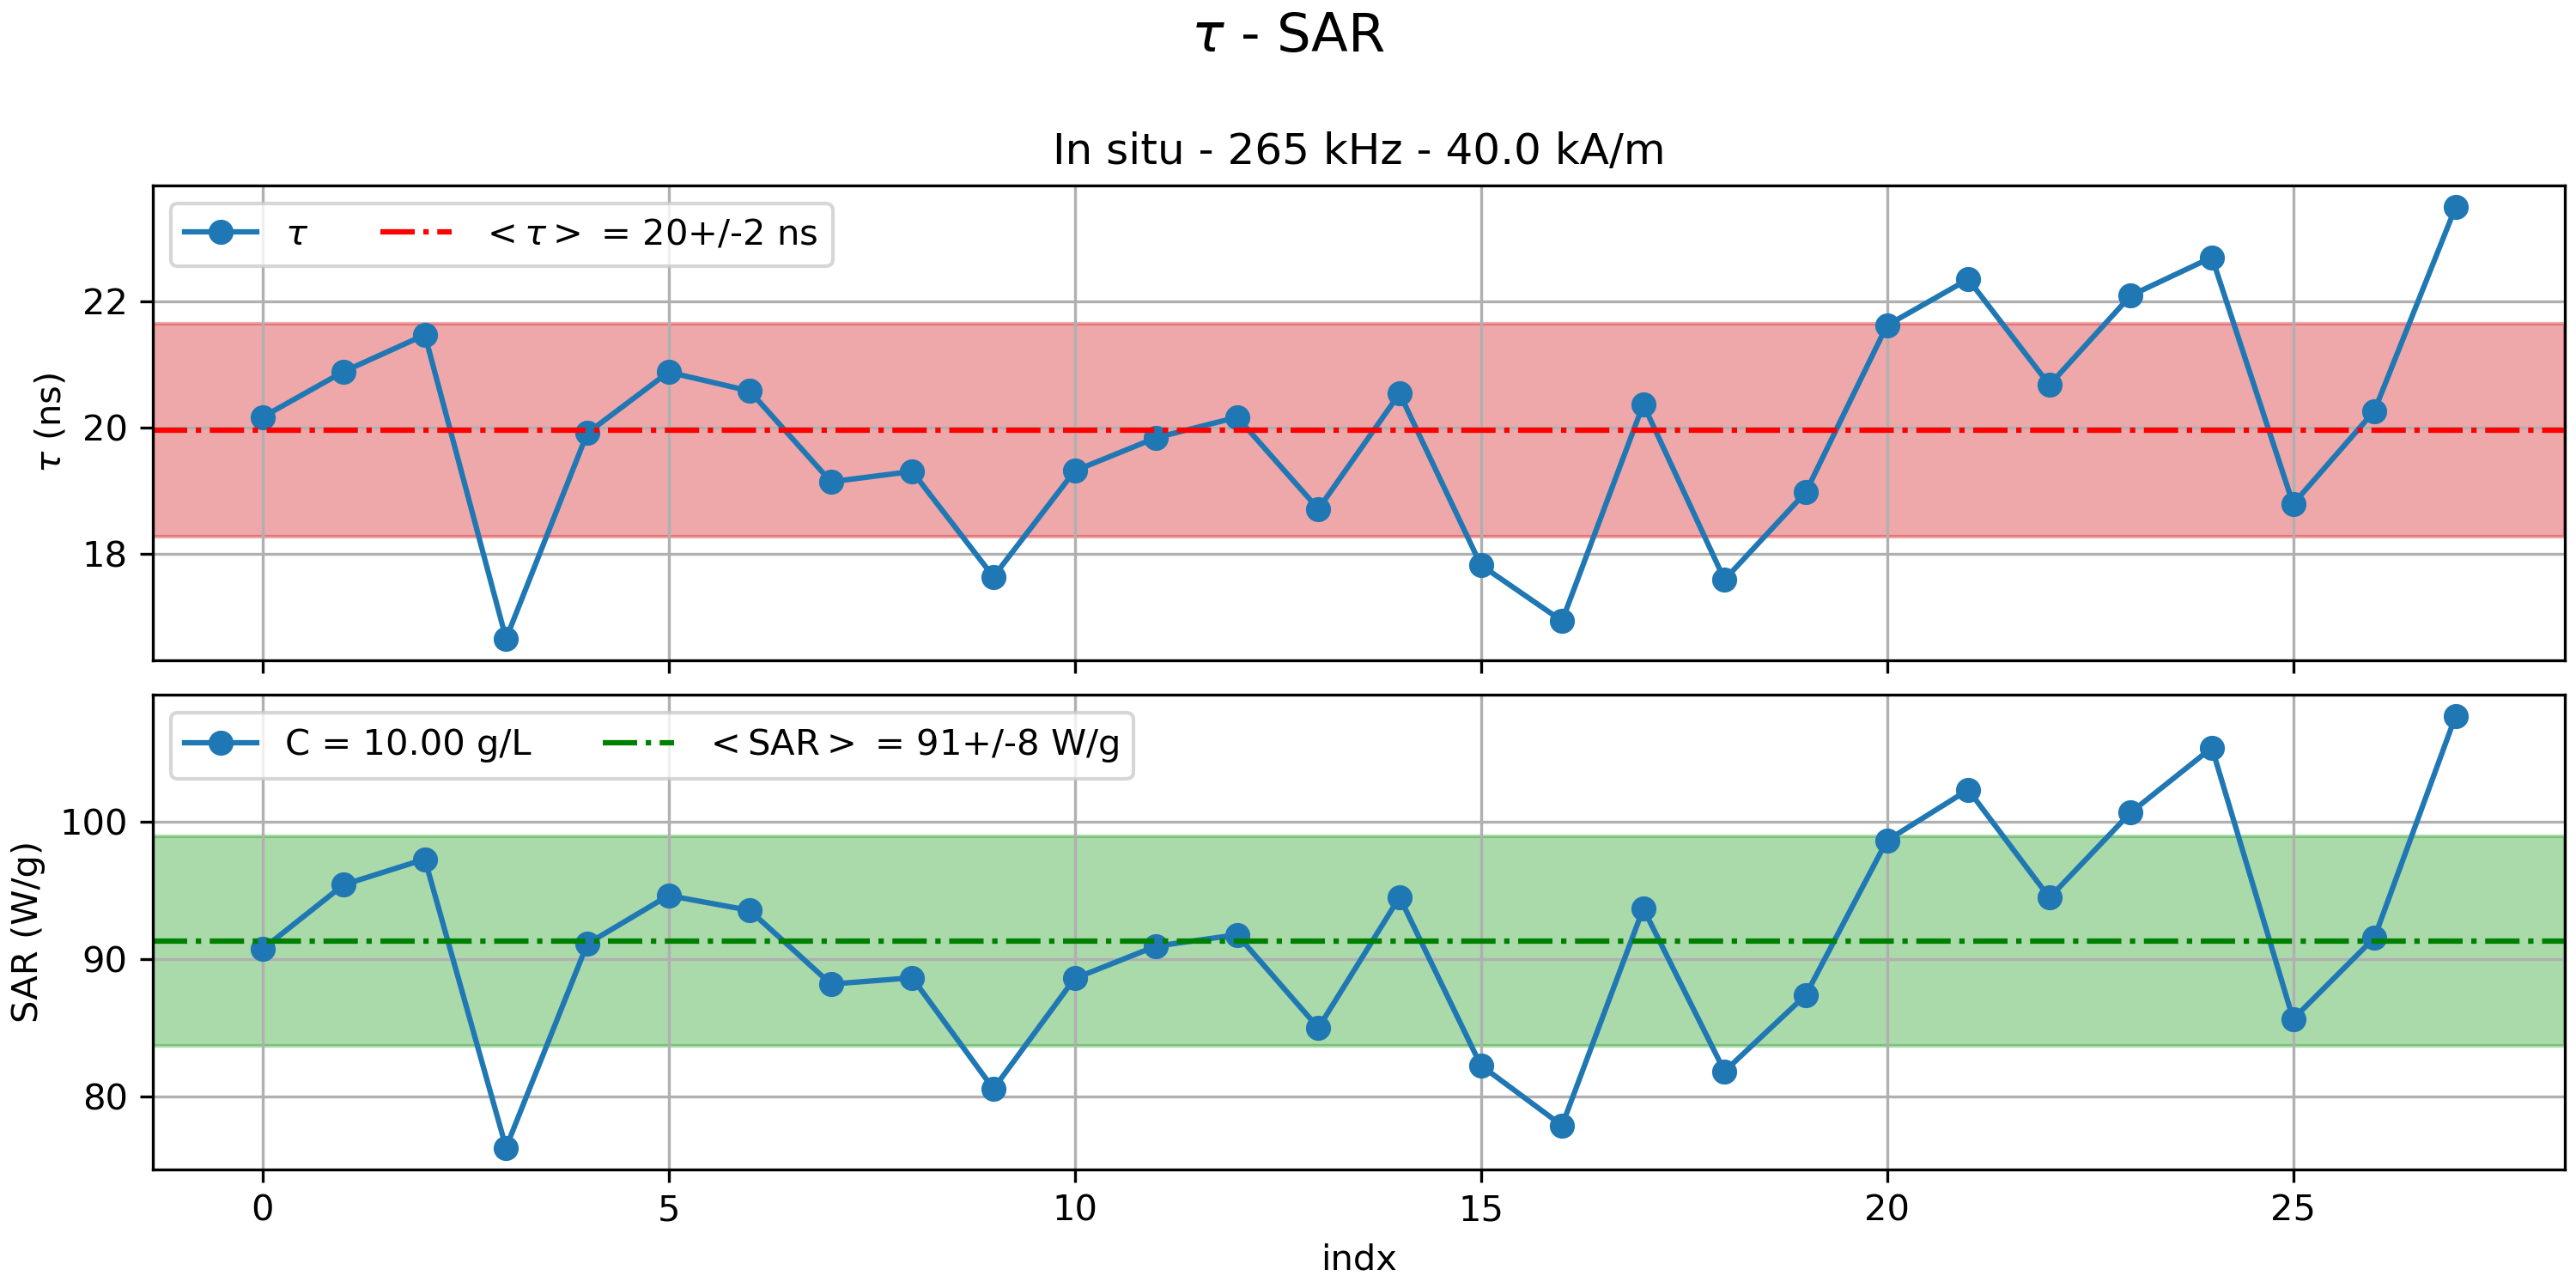 τ - SAR
In situ - 265 kHz - 40.0 kA/m
τ <τ> = 20+/-2 ns
τ (ns)
22
20
18
C = 10.00 g/L <SAR> = 91+/-8 W/g
SAR (W/g)
100
90
80
0 5 10 15 20 25
indx